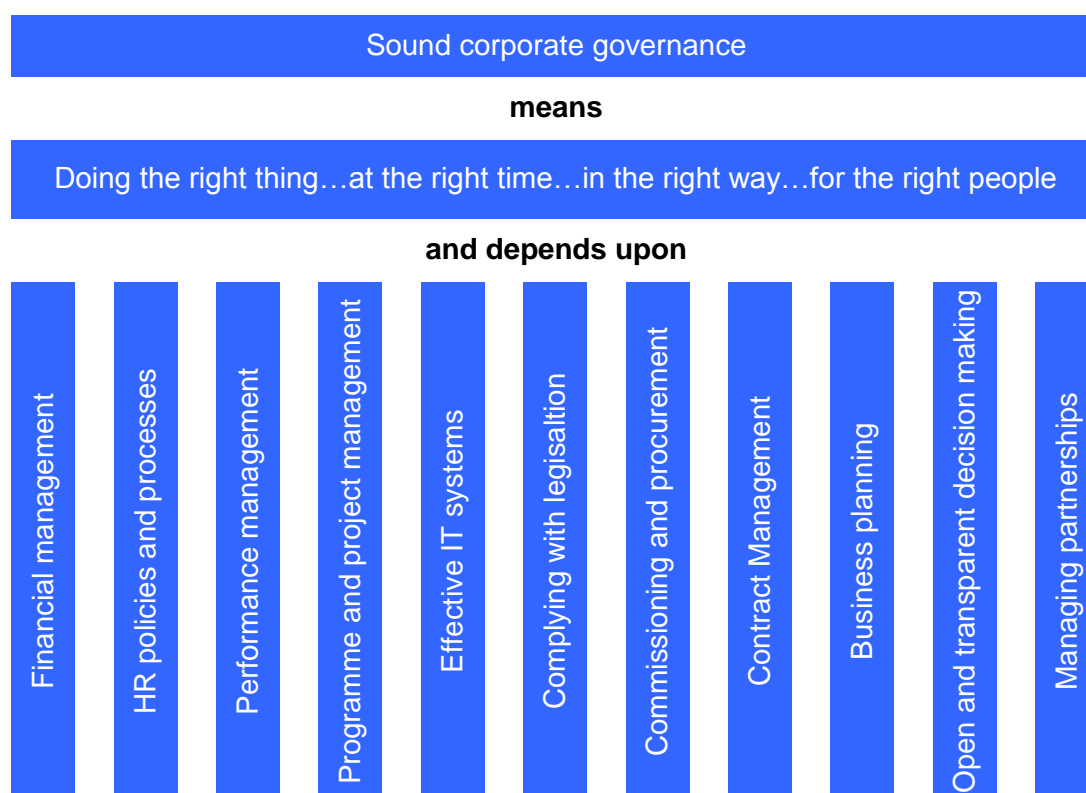 Sound corporate governance
means
Doing the right thing…at the right time…in the right way…for the right people
and depends upon
Financial management
HR policies and processes
Performance management
Programme and project management
Effective IT systems
Complying with legisaltion
Commissioning and procurement
Contract Management
Business planning
Open and transparent decision making
Managing partnerships